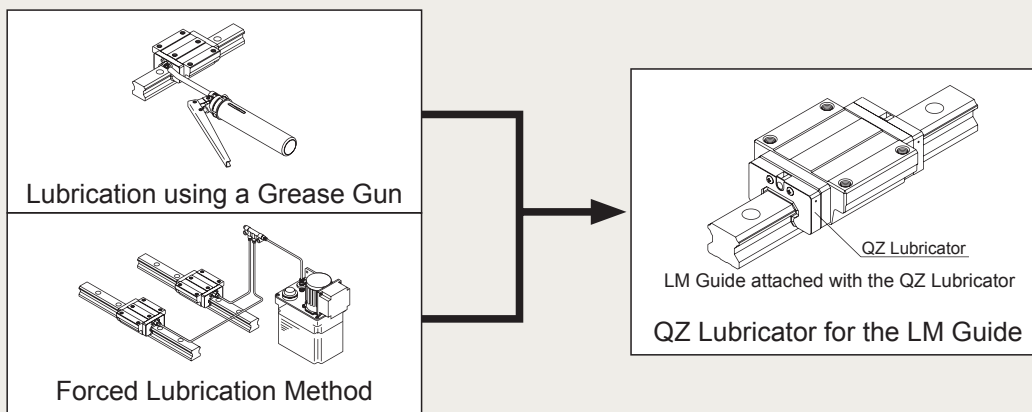 Lubrication using a Grease Gun
Forced Lubrication Method
QZ Lubricator
LM Guide attached with the QZ Lubricator
QZ Lubricator for the LM Guide